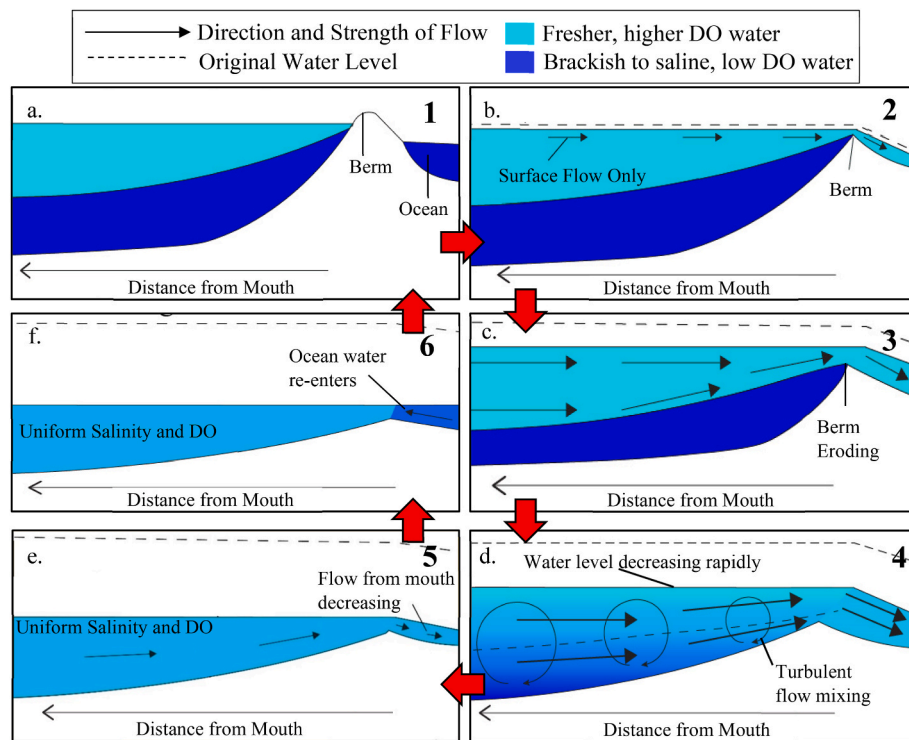 Direction and Strength of Flow
Original Water Level
Fresher, higher DO water
Brackish to saline, low DO water
a.
1
Berm
Ocean
Distance from Mouth
b.
2
Surface Flow Only
Berm
Distance from Mouth
f.
6
Ocean water
re-enters
Uniform Salinity and DO
Distance from Mouth
c.
3
Berm
Eroding
Distance from Mouth
e.
5
Flow from mouth
decreasing
Uniform Salinity and DO
Distance from Mouth
d.
4
Water level decreasing rapidly
Turbulent
flow mixing
Distance from Mouth